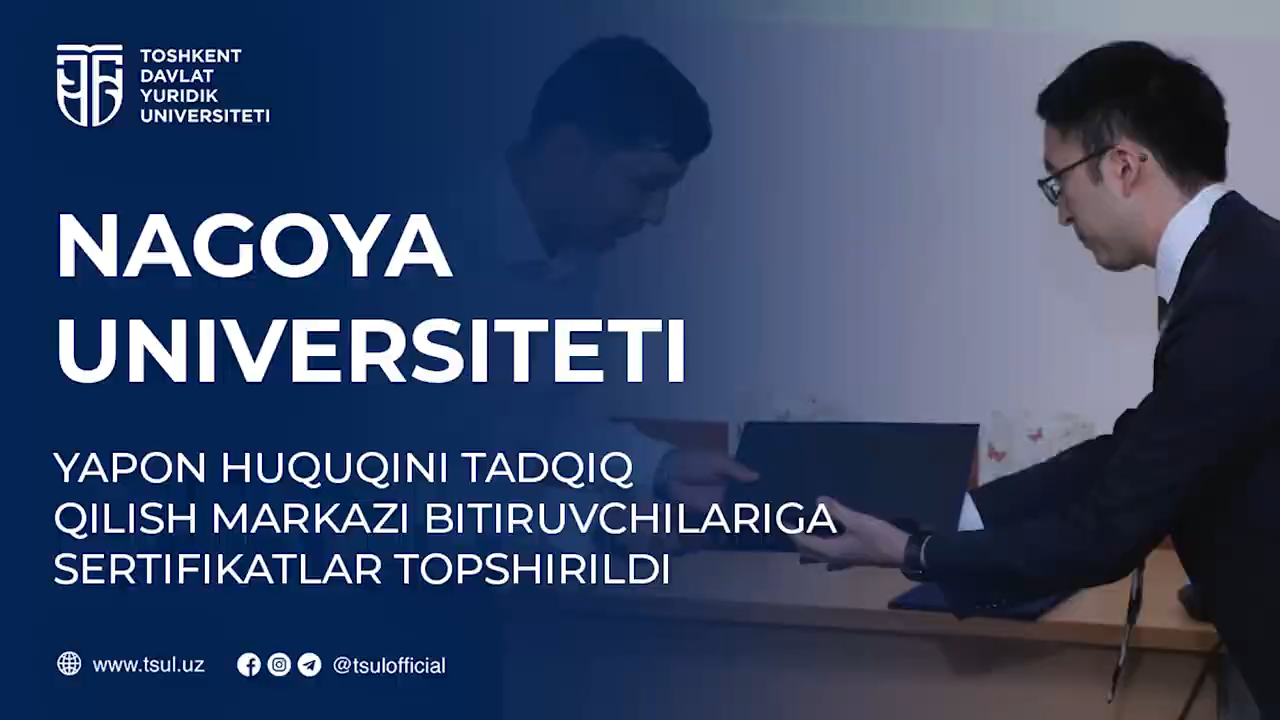 TOSHKENT
DAVLAT
YURIDIK
UNIVERSITETI
NAGOYA
UNIVERSITETI
YAPON HUQUQINI TADQIQ
QILISH MARKAZI BITIRUVCHILARIGA
SERTIFIKATLAR TOPSHIRILDI
www.tsul.uz @tsulofficial